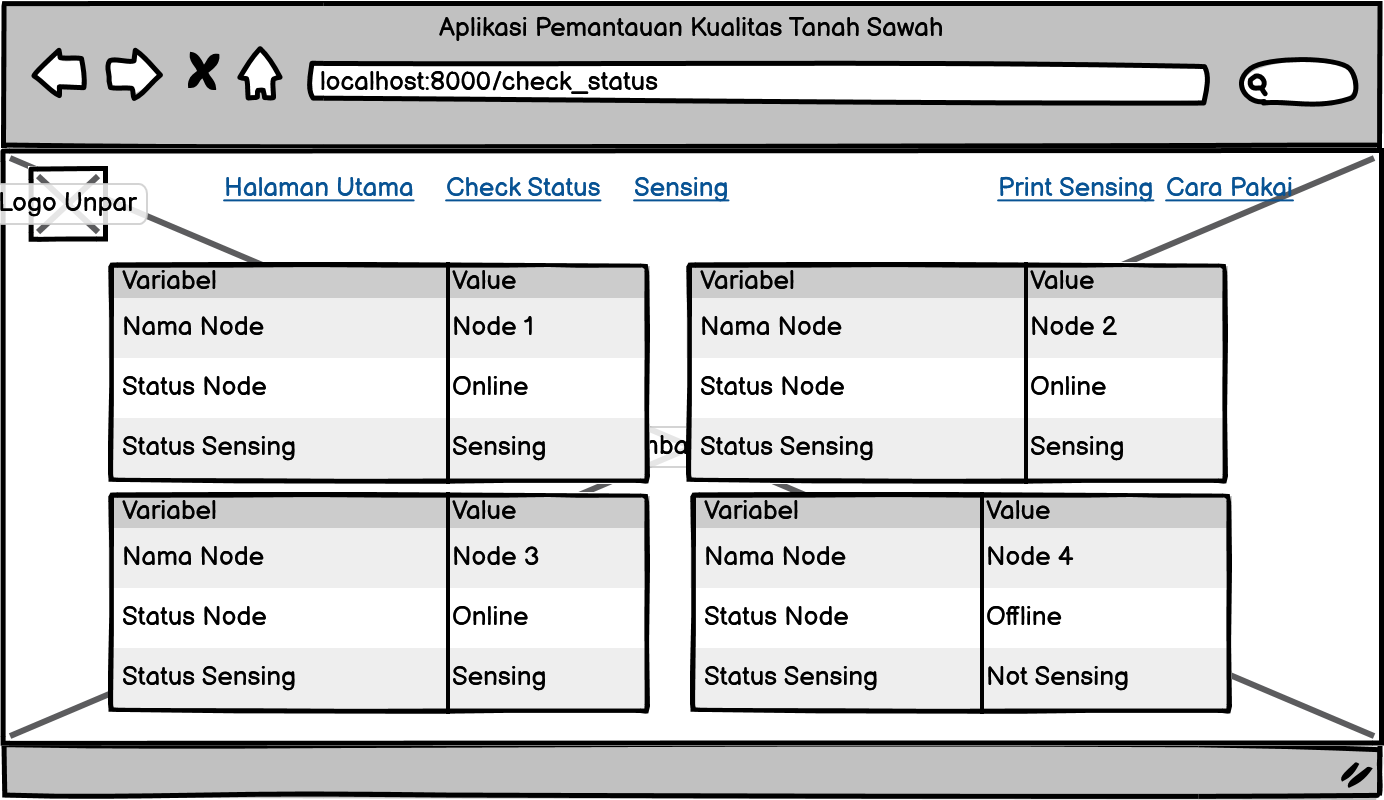 Aplikasi Pemantauan Kualitas Tanah Sawah
localhost:8000/check_status
Logo Unpar
Halaman Utama Check Status Sensing Print Sensing Cara Pakai
Variabel Value
Nama Node Node 1
Status Node Online
Status Sensing Sensing
Variabel Value
Nama Node Node 2
Status Node Online
Status Sensing Sensing
Variabel Value
Nama Node Node 3
Status Node Online
Status Sensing Sensing
Variabel Value
Nama Node Node 4
Status Node Offline
Status Sensing Not Sensing